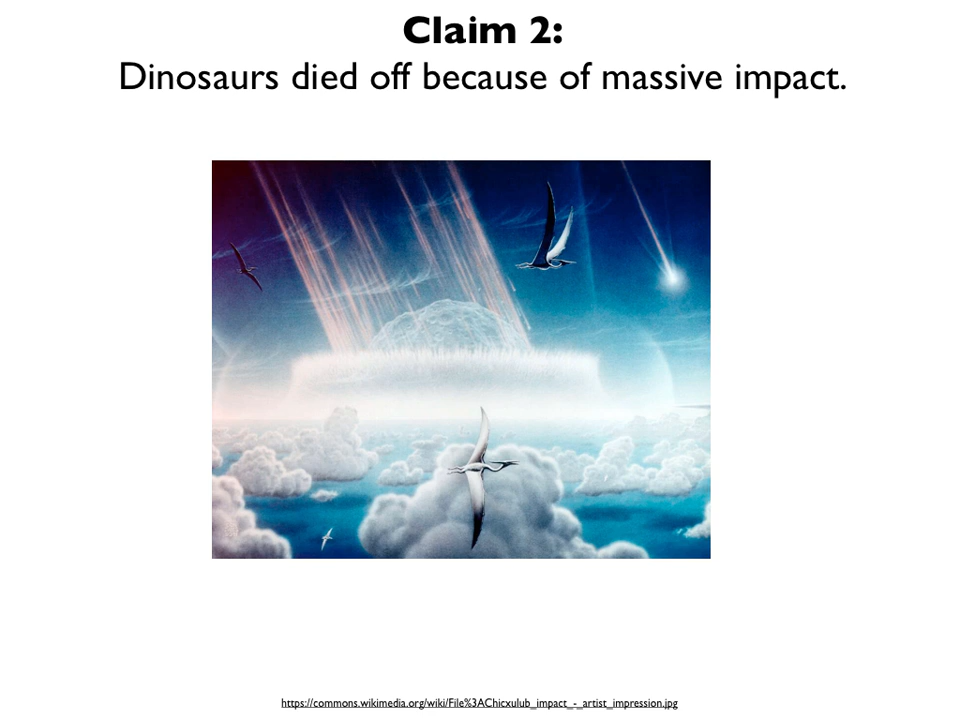 Claim 2:
Dinosaurs died off because of massive impact.
https://commons.wikimedia.org/wiki/File%3AChicxulub_impact_-_artist_impression.jpg